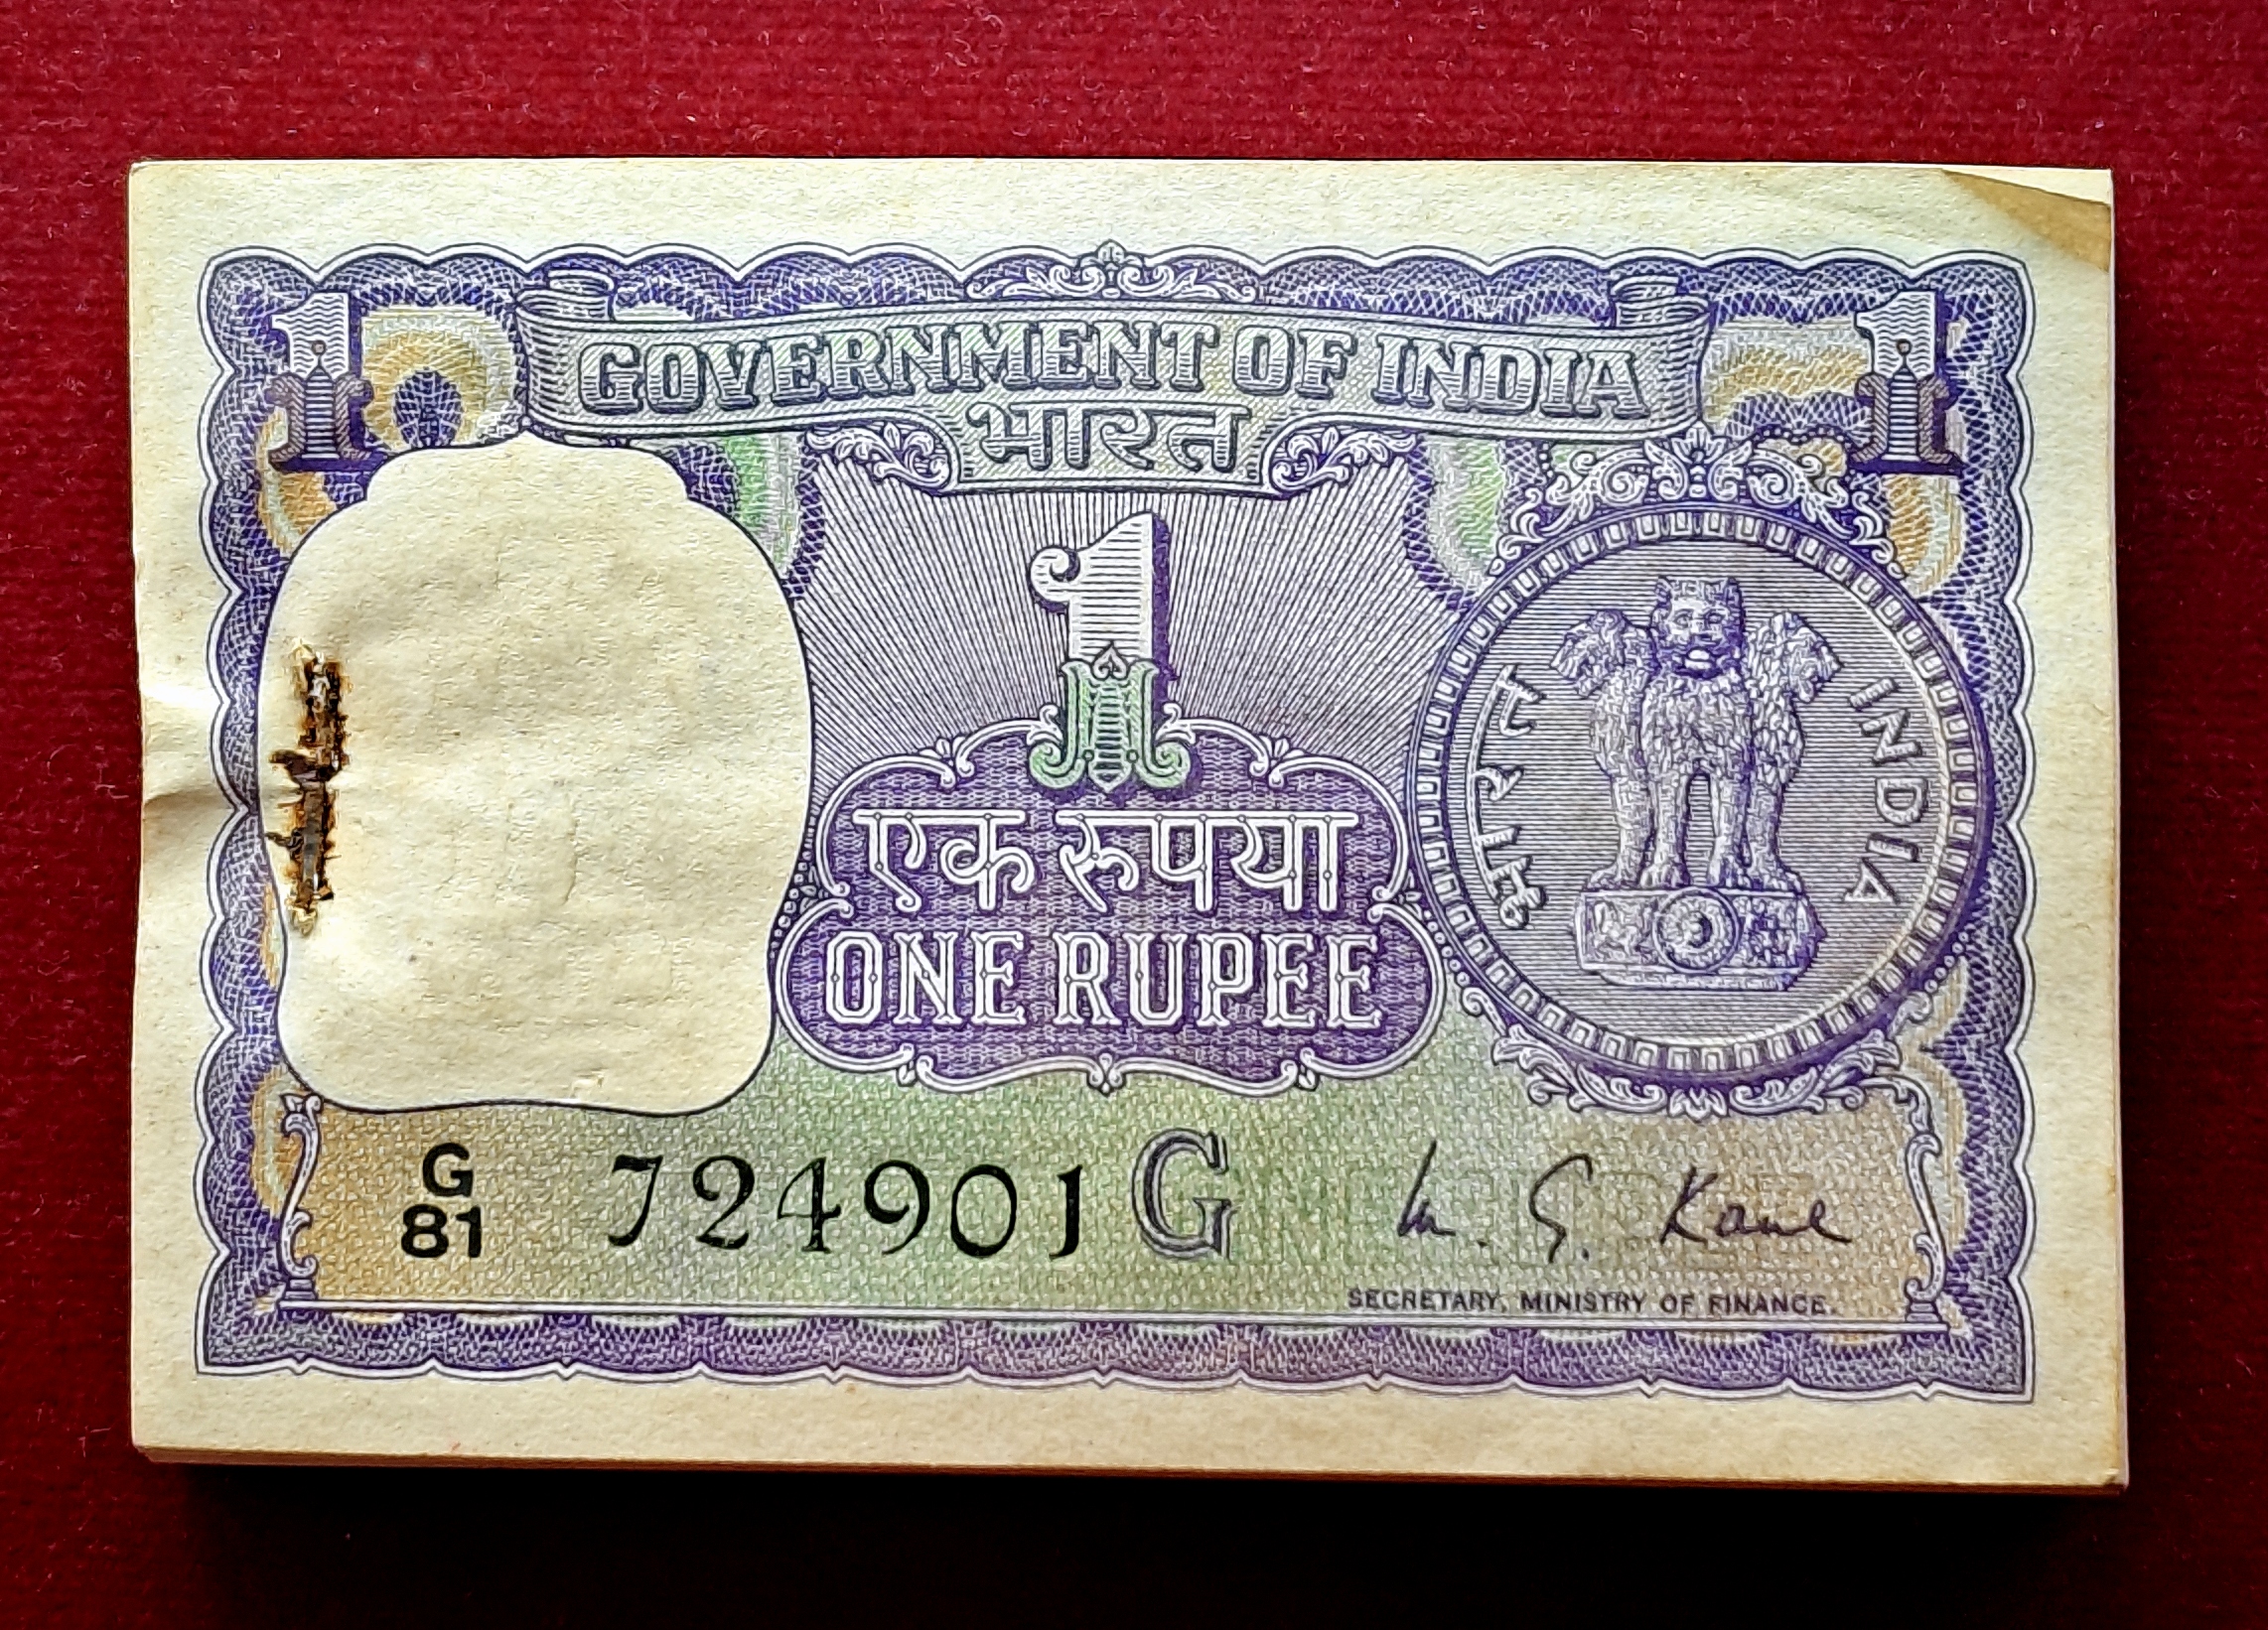 1 1
GOVERNMENT OF INDIA
भारत
1
एक रुपया
ONE RUPEE
भारत INDIA
G
81 724901 G
M. G. Kaul
SECRETARY, MINISTRY OF FINANCE.